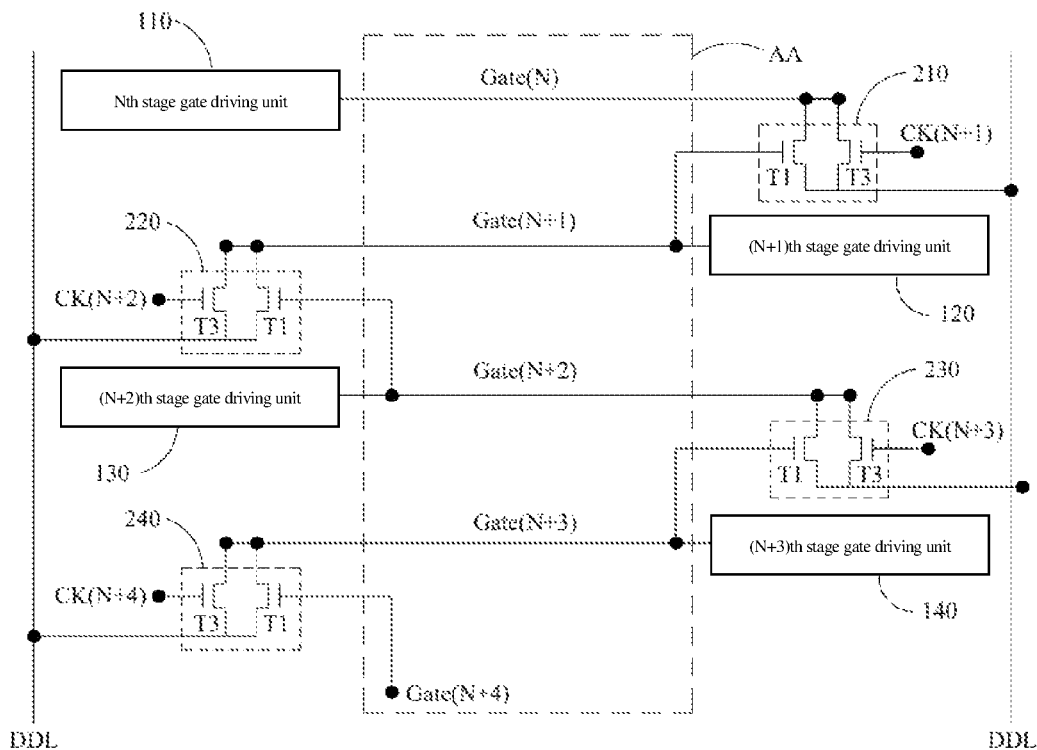 110
AA
Gate(N)
210
Nth stage gate driving unit
CK(N+1)
T1
T3
220
Gate(N+1)
(N+1)th stage gate driving unit
CK(N+2)
T3
T1
120
Gate(N+2)
230
(N+2)th stage gate driving unit
CK(N+3)
T1
T3
130
240
Gate(N+3)
(N+3)th stage gate driving unit
CK(N+4)
T3
T1
140
Gate(N+4)
DDL
DDL